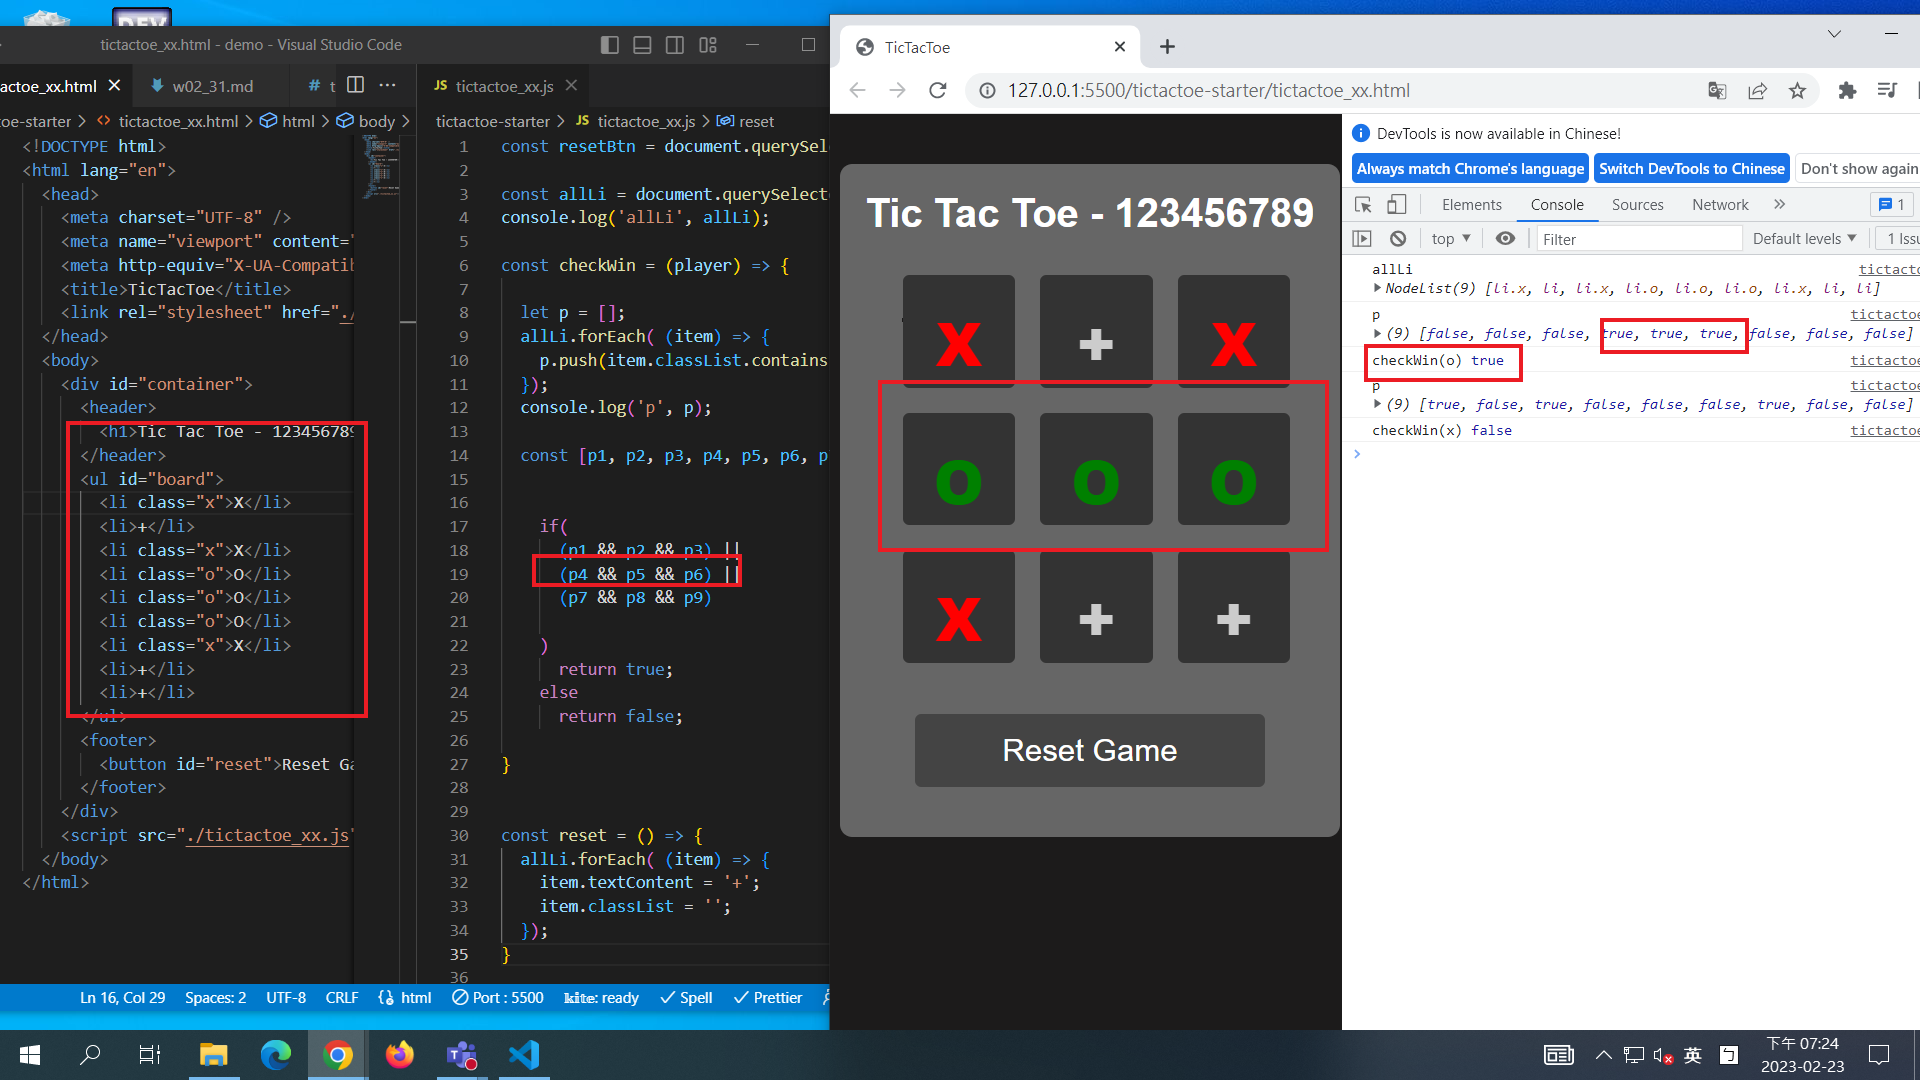 DEV
tictactoe_xx.html - demo - Visual Studio Code
actoe_xx.html
w02_31.md
# t
JS tictactoe_xx.js
oe-starter > <> tictactoe_xx.html > html > body >
tictactoe-starter > JS tictactoe_xx.js > reset
<!DOCTYPE html>
<html lang="en">
<head>
<meta charset="UTF-8" />
<meta name="viewport" content="
<meta http-equiv="X-UA-Compatib
<title>TicTacToe</title>
<link rel="stylesheet" href="./
</head>
<body>
<div id="container">
<header>
<h1>Tic Tac Toe - 123456789
</header>
<ul id="board">
<li class="x">X</li>
<li>+</li>
<li class="x">X</li>
<li class="o">O</li>
<li class="o">O</li>
<li class="o">O</li>
<li class="x">X</li>
<li>+</li>
<li>+</li>
</ul>
<footer>
<button id="reset">Reset Ga
</footer>
</div>
<script src="./tictactoe_xx.js"
</body>
</html>
1 const resetBtn = document.querySel
2
3 const allLi = document.querySelect
4 console.log('allLi', allLi);
5
6 const checkWin = (player) => {
7
8 let p = [];
9 allLi.forEach( (item) => {
10 p.push(item.classList.contains
11 });
12 console.log('p', p);
13
14 const [p1, p2, p3, p4, p5, p6, p
15
16
17 if(
18 (p1 && p2 && p3) ||
19 (p4 && p5 && p6) ||
20 (p7 && p8 && p9)
21
22 )
23 return true;
24 else
25 return false;
26
27 }
28
29
30 const reset = () => {
31 allLi.forEach( (item) => {
32 item.textContent = '+';
33 item.classList = '';
34 });
35 }
36
Ln 16, Col 29 Spaces: 2 UTF-8 CRLF html Port : 5500 kite: ready Spell Prettier
TicTacToe
127.0.0.1:5500/tictactoe-starter/tictactoe_xx.html
Tic Tac Toe - 123456789
X + X
O O O
X + +
Reset Game
DevTools is now available in Chinese!
Always match Chrome's language
Switch DevTools to Chinese
Don't show again
Elements Console Sources Network » 1
top Filter Default levels 1 Issu
allLi tictacto
NodeList(9) [li.x, li, li.x, li.o, li.o, li.o, li.x, li, li]
p tictactoe
(9) [false, false, false, true, true, true, false, false, false]
checkWin(o) true tictactoe
p tictactoe
(9) [true, false, true, false, false, false, true, false, false]
checkWin(x) false tictactoe
英
下午 07:24
2023-02-23